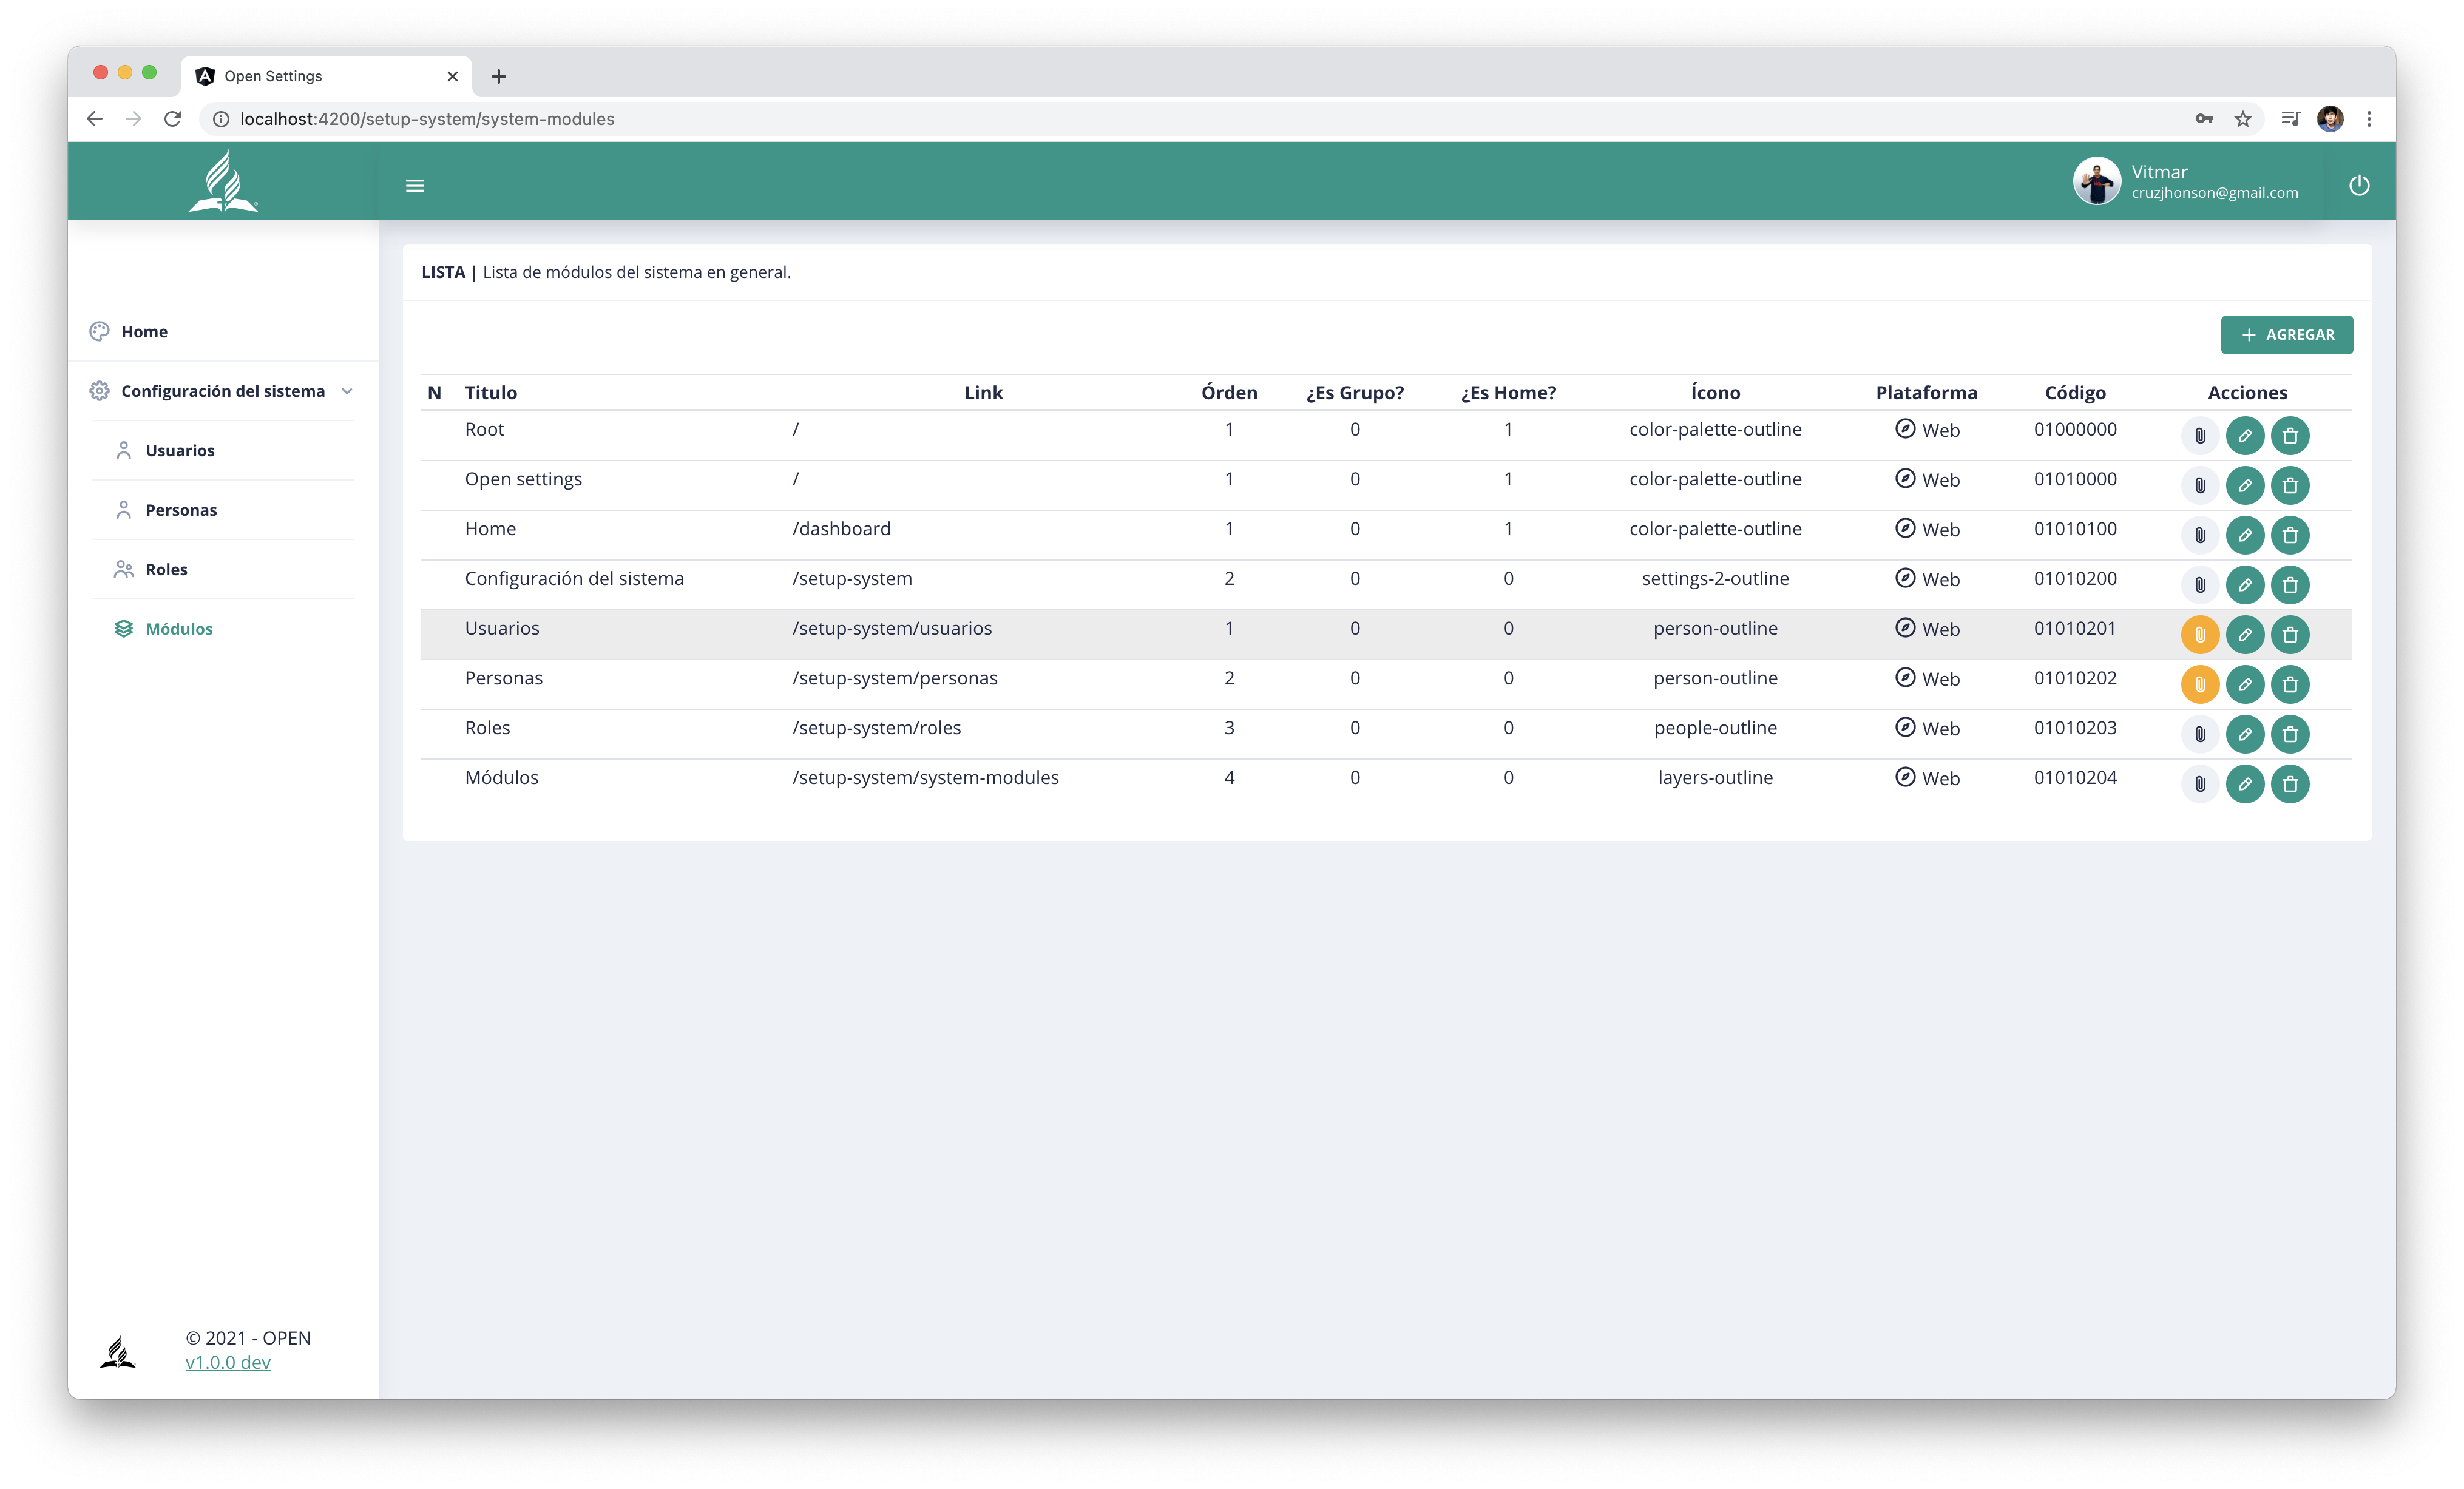 Open Settings
localhost:4200/setup-system/system-modules
Vitmar
cruzjhonson@gmail.com
Home
Configuración del sistema
Usuarios
Personas
Roles
Módulos
LISTA | Lista de módulos del sistema en general.
AGREGAR
N Titulo Link Órden ¿Es Grupo? ¿Es Home? Ícono Plataforma Código Acciones
Root / 1 0 1 color-palette-outline Web 01000000
Open settings / 1 0 1 color-palette-outline Web 01010000
Home /dashboard 1 0 1 color-palette-outline Web 01010100
Configuración del sistema /setup-system 2 0 0 settings-2-outline Web 01010200
Usuarios /setup-system/usuarios 1 0 0 person-outline Web 01010201
Personas /setup-system/personas 2 0 0 person-outline Web 01010202
Roles /setup-system/roles 3 0 0 people-outline Web 01010203
Módulos /setup-system/system-modules 4 0 0 layers-outline Web 01010204
© 2021 - OPEN
v1.0.0 dev